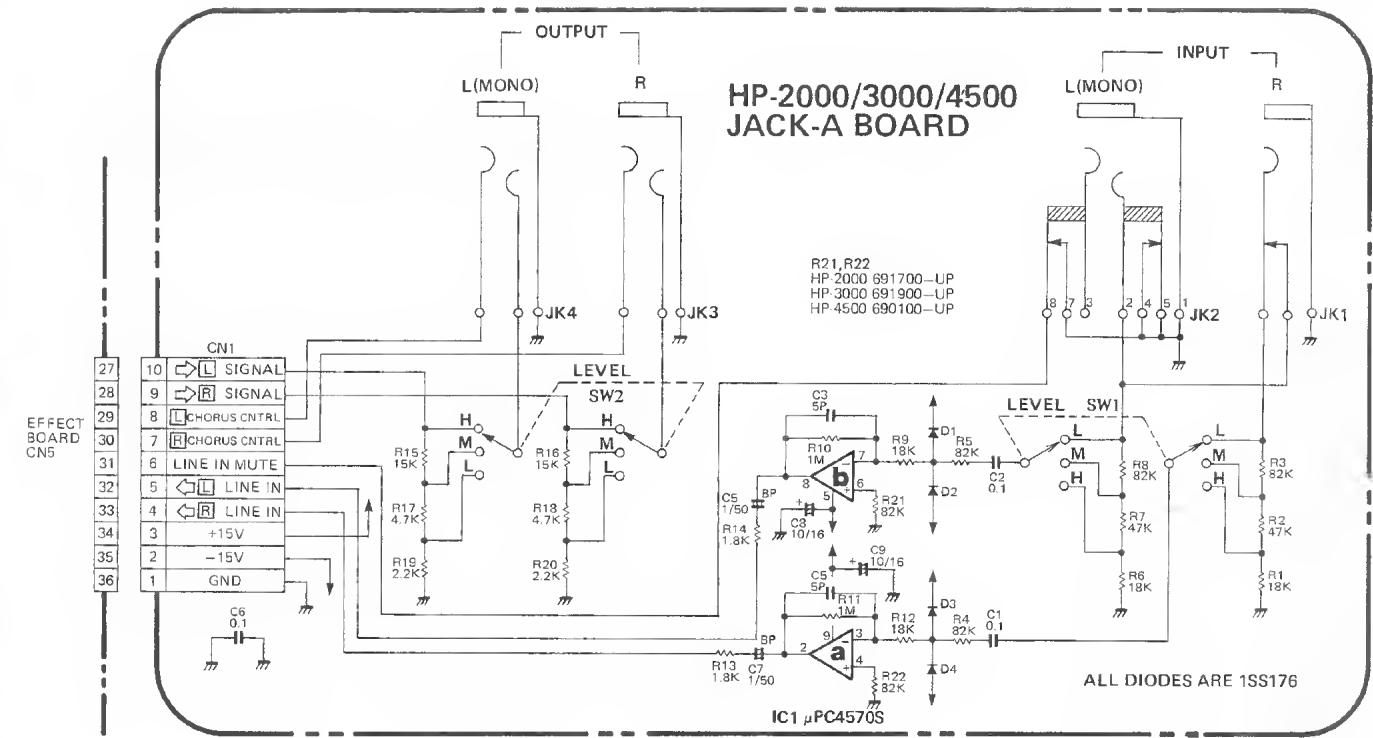 OUTPUT
L(MONO)
R
INPUT
L(MONO)
R
HP-2000/3000/4500
JACK-A BOARD
R21,R22
HP-2000 691700-UP
HP-3000 691900-UP
HP-4500 690100-UP
JK4
JK3
8 7 3 2 4 5 1
JK2
JK1
EFFECT
BOARD
CN5
27
28
29
30
31
32
33
34
35
36
CN1
10 L SIGNAL
9 R SIGNAL
8 L CHORUS CNTRL
7 R CHORUS CNTRL
6 LINE IN MUTE
5 L LINE IN
4 R LINE IN
3 +15V
2 -15V
1 GND
C6
0.1
LEVEL
SW2
H
M
L
H
M
L
R15
15K
R16
15K
R17
4.7K
R18
4.7K
R19
2.2K
R20
2.2K
C3
5P
R10
1M
R9
18K
D1
R5
82K
D2
C2
0.1
b
-
+
7
6
8
5
R21
82K
C5
1/50
BP
R14
1.8K
+
C8
10/16
+
C9
10/16
LEVEL SW1
L
M
H
L
M
H
R8
82K
R7
47K
R6
18K
R3
82K
R2
47K
R1
18K
C5
5P
R11
1M
R12
18K
D3
R4
82K
D4
C1
0.1
a
-
+
9
3
4
2
R22
82K
BP
R13
1.8K
C7
1/50
IC1 μPC4570S
ALL DIODES ARE 1SS176